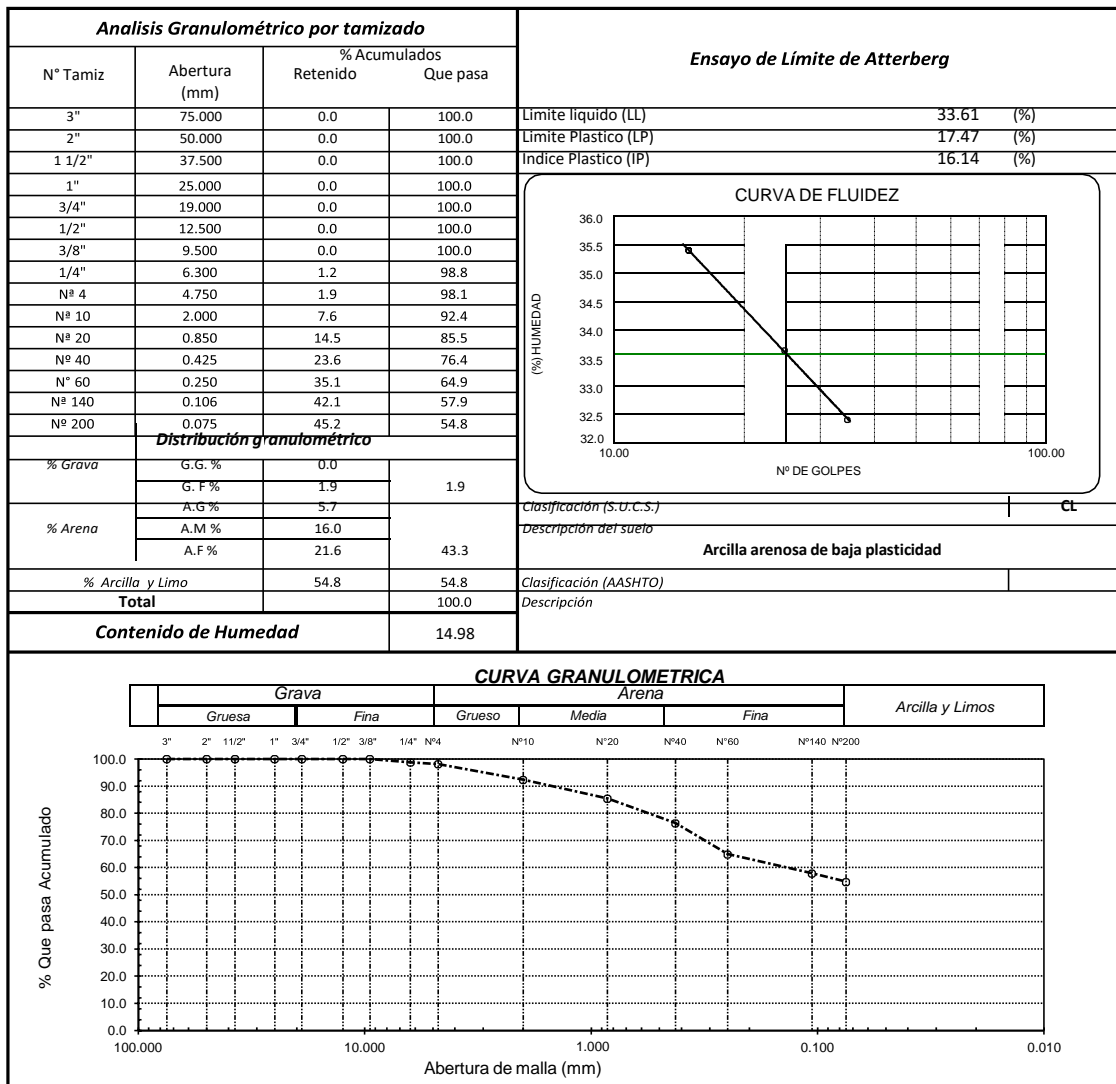 Analisis Granulométrico por tamizado
N° Tamiz Abertura (mm) % Acumulados
Retenido Que pasa
3" 75.000 0.0 100.0
2" 50.000 0.0 100.0
1 1/2" 37.500 0.0 100.0
1" 25.000 0.0 100.0
3/4" 19.000 0.0 100.0
1/2" 12.500 0.0 100.0
3/8" 9.500 0.0 100.0
1/4" 6.300 1.2 98.8
Nª 4 4.750 1.9 98.1
Nª 10 2.000 7.6 92.4
Nª 20 0.850 14.5 85.5
Nº 40 0.425 23.6 76.4
N° 60 0.250 35.1 64.9
Nª 140 0.106 42.1 57.9
Nº 200 0.075 45.2 54.8
Distribución granulométrico
% Grava G.G. % 0.0
G. F % 1.9 1.9
A.G % 5.7
% Arena A.M % 16.0
A.F % 21.6 43.3
% Arcilla y Limo 54.8 54.8
Total 100.0
Contenido de Humedad 14.98
Ensayo de Límite de Atterberg
Limite liquido (LL) 33.61 (%)
Limite Plastico (LP) 17.47 (%)
Indice Plastico (IP) 16.14 (%)
CURVA DE FLUIDEZ
(%) HUMEDAD
36.0
35.5
35.0
34.5
34.0
33.5
33.0
32.5
32.0
10.00 100.00
Nº DE GOLPES
Clasificación (S.U.C.S.) CL
Descripción del suelo
Arcilla arenosa de baja plasticidad
Clasificación (AASHTO)
Descripción
CURVA GRANULOMETRICA
Grava Arena Arcilla y Limos
Gruesa Fina Grueso Media Fina
3" 2" 11/2" 1" 3/4" 1/2" 3/8" 1/4" Nº4 Nº10 N°20 Nº40 N°60 Nº140 Nº200
% Que pasa Acumulado
100.0
90.0
80.0
70.0
60.0
50.0
40.0
30.0
20.0
10.0
0.0
100.000 10.000 1.000 0.100 0.010
Abertura de malla (mm)